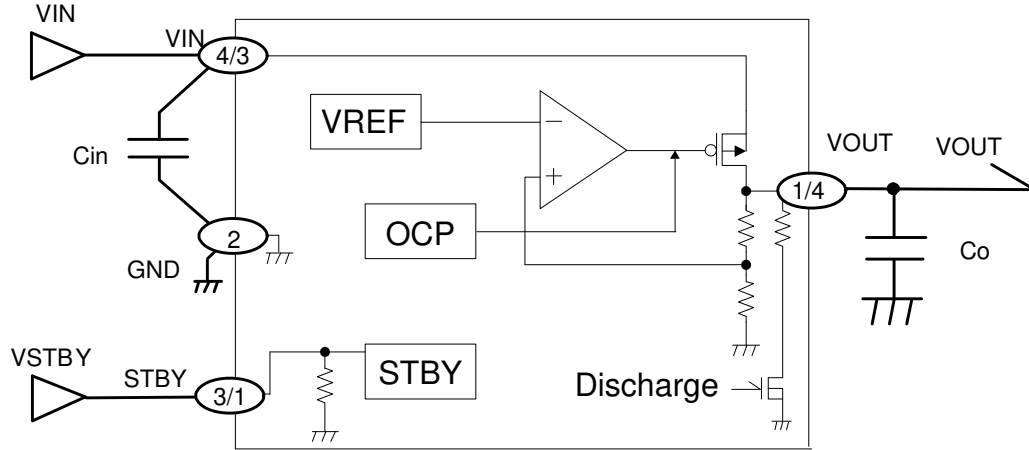 VIN
VIN
4/3
VREF
−
VOUT
VOUT
Cin
+
1/4
OCP
2
GND
Co
VSTBY
STBY
3/1
STBY
Discharge